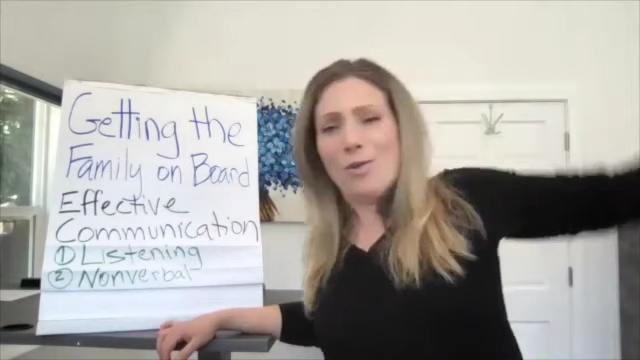 Getting the
Family on Board
Effective
Communication
① Listening
② Nonverbal